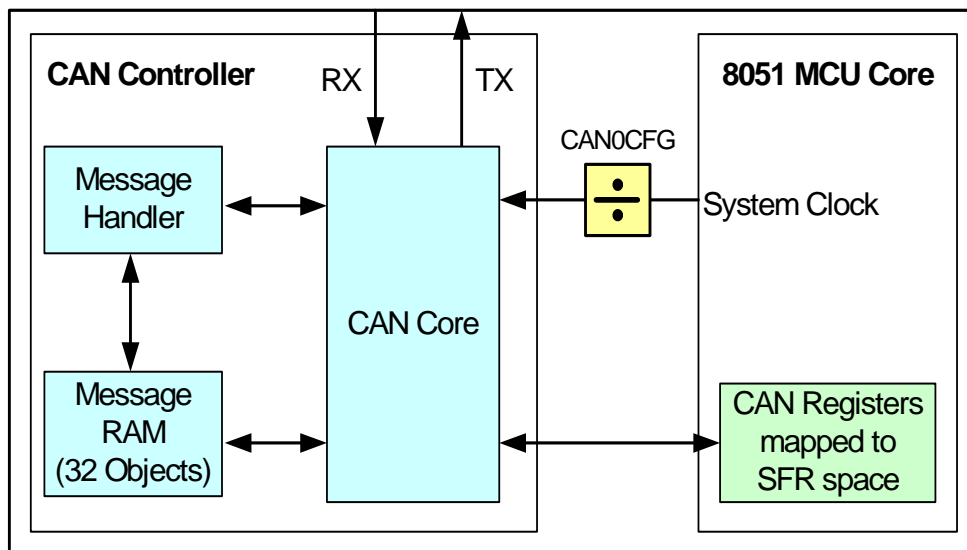 CAN Controller
RX
TX
8051 MCU Core
CAN0CFG
Message
Handler
÷
System Clock
CAN Core
Message
RAM
(32 Objects)
CAN Registers
mapped to
SFR space